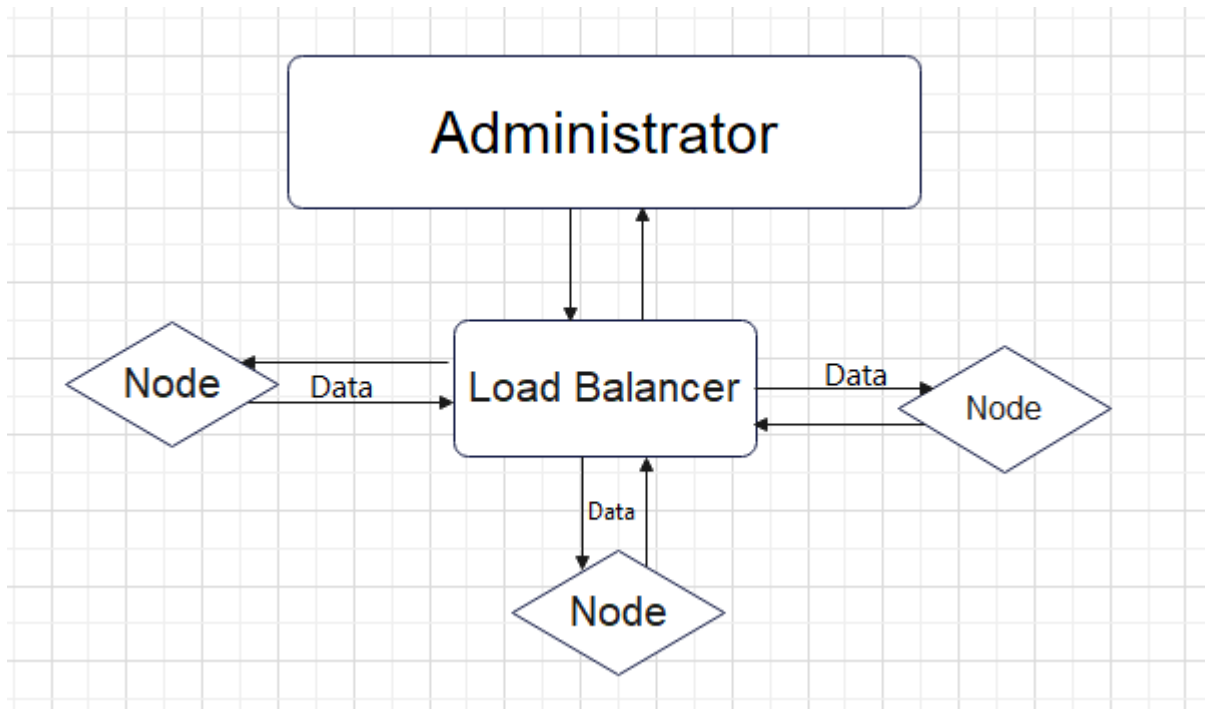 Administrator
Node
Data
Load Balancer
Data
Node
Data
Node